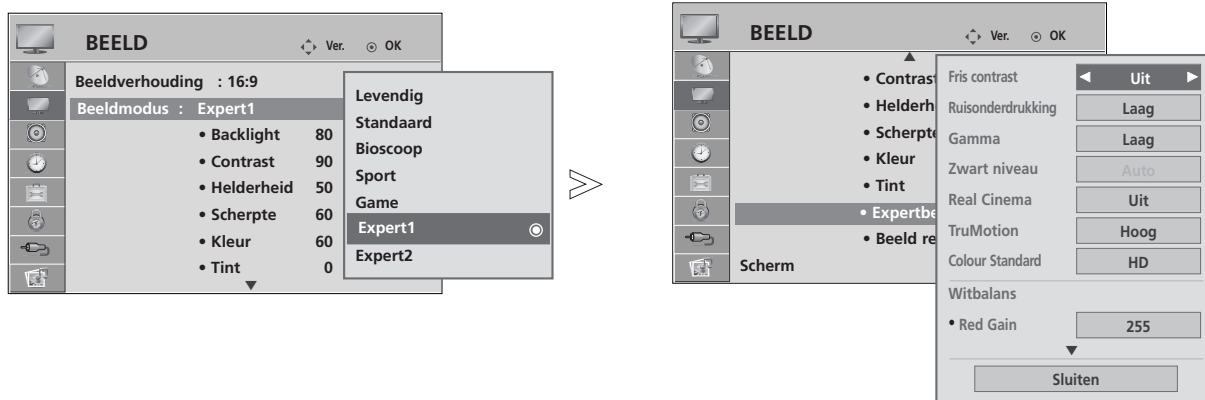 BEELD
Ver. OK
Beeldverhouding : 16:9
Beeldmodus : Expert1
• Backlight 80
• Contrast 90
• Helderheid 50
• Scherpte 60
• Kleur 60
• Tint 0
Levendig
Standaard
Bioscoop
Sport
Game
Expert1
Expert2
BEELD
Ver. OK
• Contrast
• Helderh
• Scherpte
• Kleur
• Tint
• Expertbe
• Beeld re
Scherm
Fris contrast Uit
Ruisonderdrukking Laag
Gamma Laag
Zwart niveau Auto
Real Cinema Uit
TruMotion Hoog
Colour Standard HD
Witbalans
• Red Gain 255
Sluiten